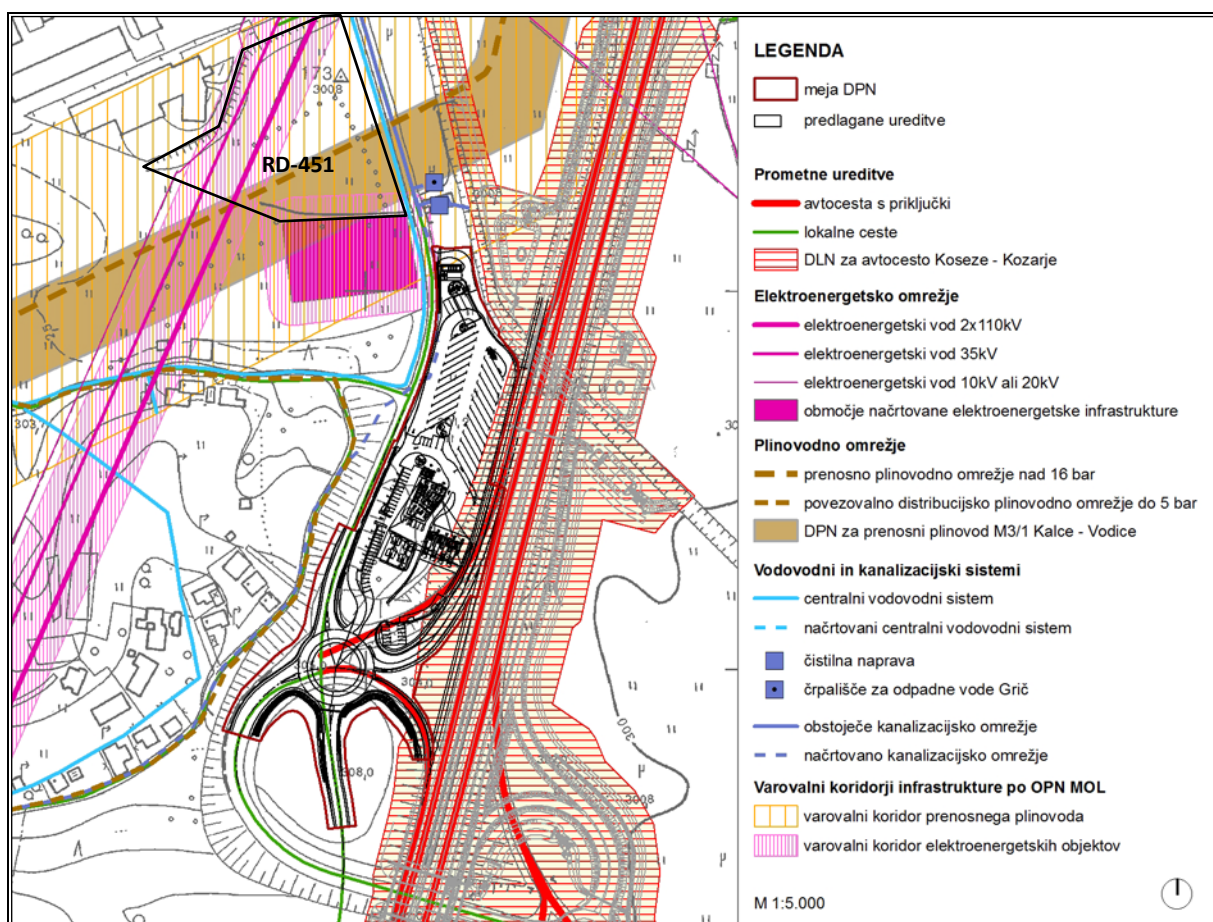 173
3008
RD-451
303,
30
307,0
304,0
308,0
300
3008
LEGENDA
meja DPN
predlagane ureditve
Prometne ureditve
avtocesta s priključki
lokalne ceste
DLN za avtocesto Koseze - Kozarje
Elektroenergetsko omrežje
elektroenergetski vod 2x110kV
elektroenergetski vod 35kV
elektroenergetski vod 10kV ali 20kV
območje načrtovane elektroenergetske infrastrukture
Plinovodno omrežje
prenosno plinovodno omrežje nad 16 bar
povezovalno distribucijsko plinovodno omrežje do 5 bar
DPN za prenosni plinovod M3/1 Kalce - Vodice
Vodovodni in kanalizacijski sistemi
centralni vodovodni sistem
načrtovani centralni vodovodni sistem
čistilna naprava
črpališče za odpadne vode Grič
obstoječe kanalizacijsko omrežje
načrtovano kanalizacijsko omrežje
Varovalni koridorji infrastrukture po OPN MOL
varovalni koridor prenosnega plinovoda
varovalni koridor elektroenergetskih objektov
M 1:5.000